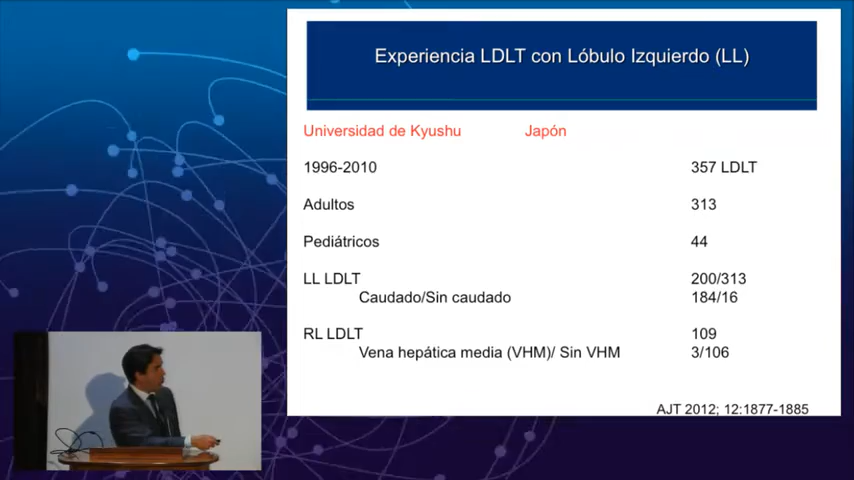 Experiencia LDLT con Lóbulo Izquierdo (LL)
Universidad de Kyushu Japón
1996-2010 357 LDLT
Adultos 313
Pediátricos 44
LL LDLT 200/313
Caudado/Sin caudado 184/16
RL LDLT 109
Vena hepática media (VHM)/ Sin VHM 3/106
AJT 2012; 12:1877-1885